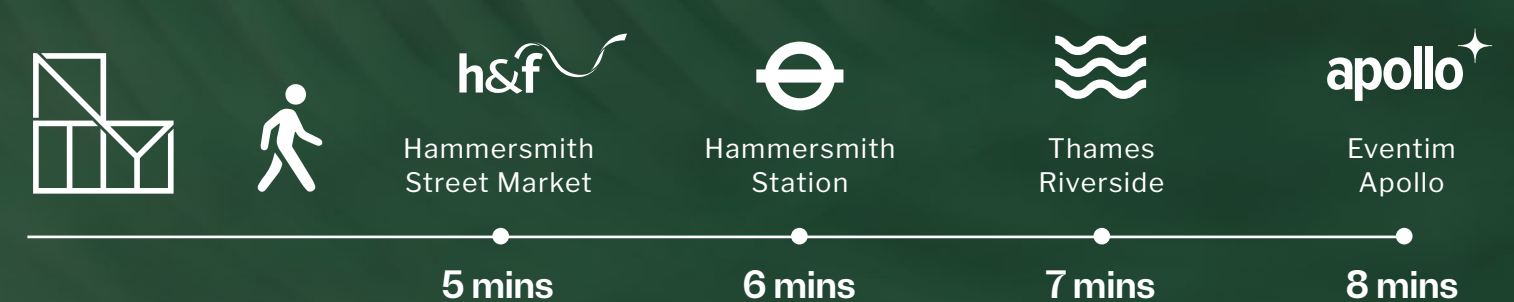 h&f
apollo
Hammersmith
Street Market
Hammersmith
Station
Thames
Riverside
Eventim
Apollo
5 mins
6 mins
7 mins
8 mins